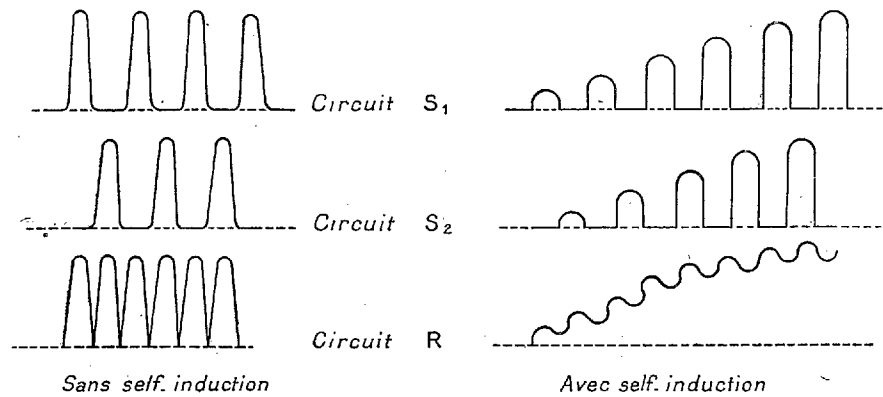 Circuit S₁
Circuit S₂
Circuit R
Sans self. induction
Avec self. induction